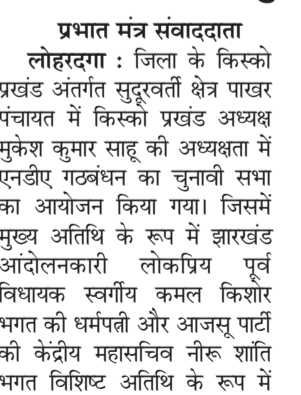 प्रभात मंत्र संवाददाता
लोहरदगा : जिला के किस्को
प्रखंड अंतर्गत सुदूरवर्ती क्षेत्र पाखर
पंचायत में किस्को प्रखंड अध्यक्ष
मुकेश कुमार साहू की अध्यक्षता में
एनडीए गठबंधन का चुनावी सभा
का आयोजन किया गया। जिसमें
मुख्य अतिथि के रूप में झारखंड
आंदोलनकारी लोकप्रिय पूर्व
विधायक स्वर्गीय कमल किशोर
भगत की धर्मपत्नी और आजसू पार्टी
की केंद्रीय महासचिव नीरू शांति
भगत विशिष्ट अतिथि के रूप में